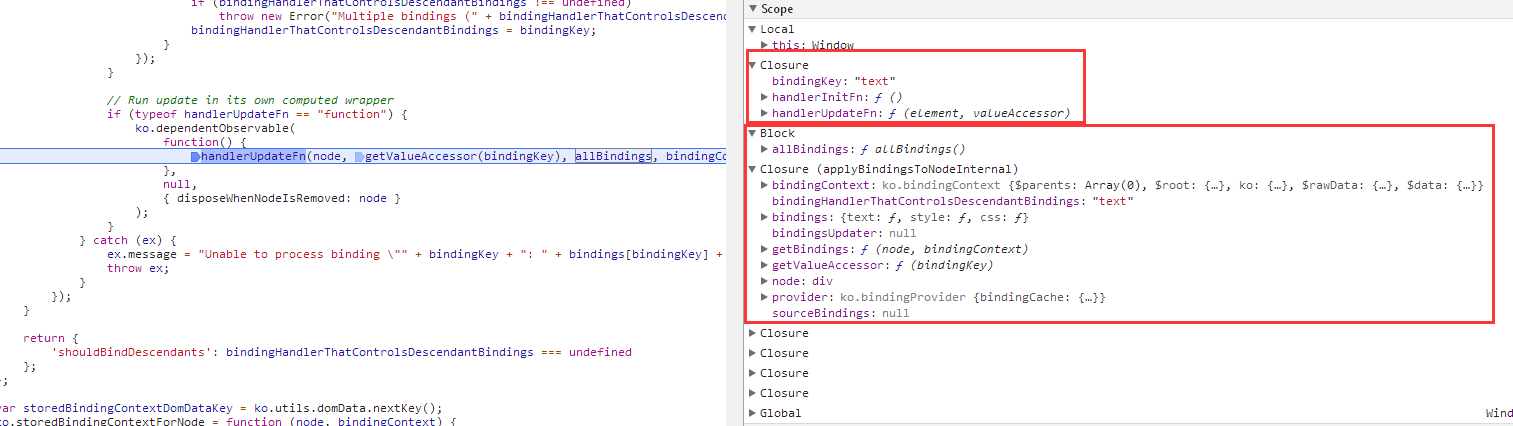 if (bindingHandlerThatControlsDescendantBindings !== undefined)
throw new Error("Multiple bindings (" + bindingHandlerThatControlsDescend
bindingHandlerThatControlsDescendantBindings = bindingKey;
}
});
}
// Run update in its own computed wrapper
if (typeof handlerUpdateFn == "function") {
ko.dependentObservable(
function() {
handlerUpdateFn(node, getValueAccessor(bindingKey), allBindings, bindingCo
},
null,
{ disposeWhenNodeIsRemoved: node }
);
}
} catch (ex) {
ex.message = "Unable to process binding \"" + bindingKey + ": " + bindings[bindingKey] +
throw ex;
}
});
}
return {
'shouldBindDescendants': bindingHandlerThatControlsDescendantBindings === undefined
};
};
var storedBindingContextDomDataKey = ko.utils.domData.nextKey();
ko.storedBindingContextForNode = function (node, bindingContext) {
Scope
Local
this: Window
Closure
bindingKey: "text"
handlerInitFn: ƒ ()
handlerUpdateFn: ƒ (element, valueAccessor)
Block
allBindings: ƒ allBindings()
Closure (applyBindingsToNodeInternal)
bindingContext: ko.bindingContext {$parents: Array(0), $root: {…}, ko: {…}, $rawData: {…}, $data: {…}}
bindingHandlerThatControlsDescendantBindings: "text"
bindings: {text: ƒ, style: ƒ, css: ƒ}
bindingsUpdater: null
getBindings: ƒ (node, bindingContext)
getValueAccessor: ƒ (bindingKey)
node: div
provider: ko.bindingProvider {bindingCache: {…}}
sourceBindings: null
Closure
Closure
Closure
Closure
Global
Wind